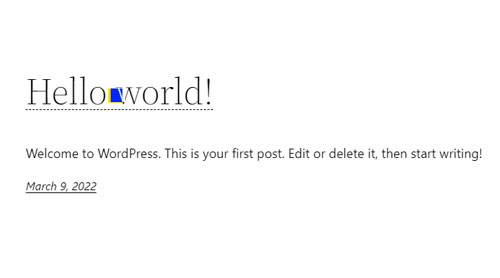 Hello world!
Welcome to WordPress. This is your first post. Edit or delete it, then start writing!
March 9, 2022